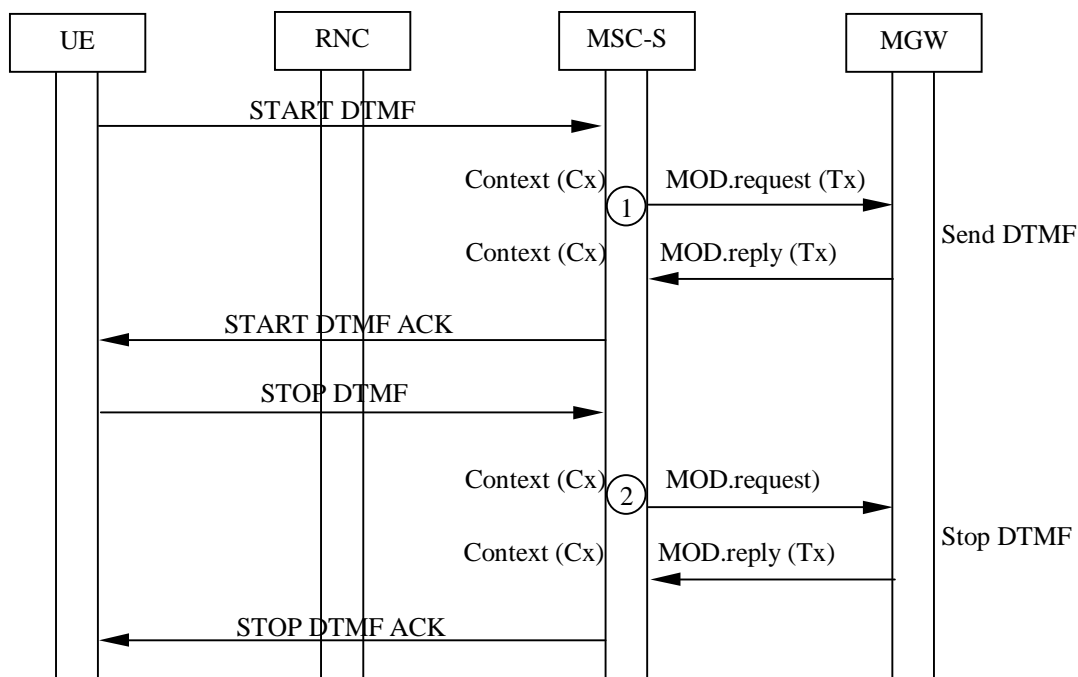 UE RNC MSC-S MGW
START DTMF
Context (Cx) MOD.request (Tx)
1
Send DTMF
Context (Cx) MOD.reply (Tx)
START DTMF ACK
STOP DTMF
Context (Cx) MOD.request)
2
Stop DTMF
Context (Cx) MOD.reply (Tx)
STOP DTMF ACK